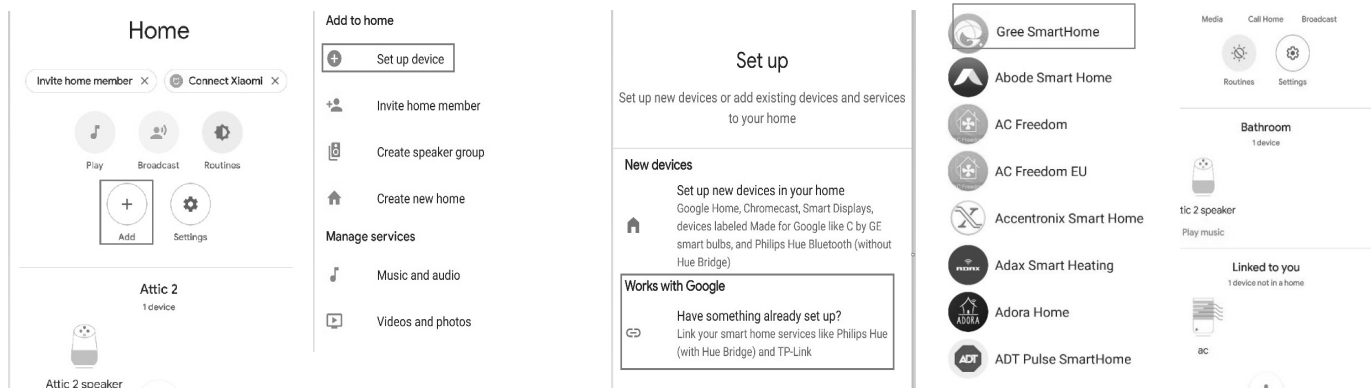 Home
Invite home member ×
Connect Xiaomi ×
Play
Broadcast
Routines
Add
Settings
Attic 2
1 device
Attic 2 speaker
Add to home
Set up device
Invite home member
Create speaker group
Create new home
Manage services
Music and audio
Videos and photos
Set up
Set up new devices or add existing devices and services
to your home
New devices
Set up new devices in your home
Google Home, Chromecast, Smart Displays,
devices labeled Made for Google like C by GE
smart bulbs, and Philips Hue Bluetooth (without
Hue Bridge)
Works with Google
Have something already set up?
Link your smart home services like Philips Hue
(with Hue Bridge) and TP-Link
Gree SmartHome
Abode Smart Home
AC Freedom
AC Freedom
AC Freedom EU
Accentronix Smart Home
ADAX
Adax Smart Heating
ADORA
Adora Home
ADT
ADT Pulse SmartHome
Media
Call Home
Broadcast
Routines
Settings
Bathroom
1 device
tic 2 speaker
Play music
Linked to you
1 device not in a home
ac